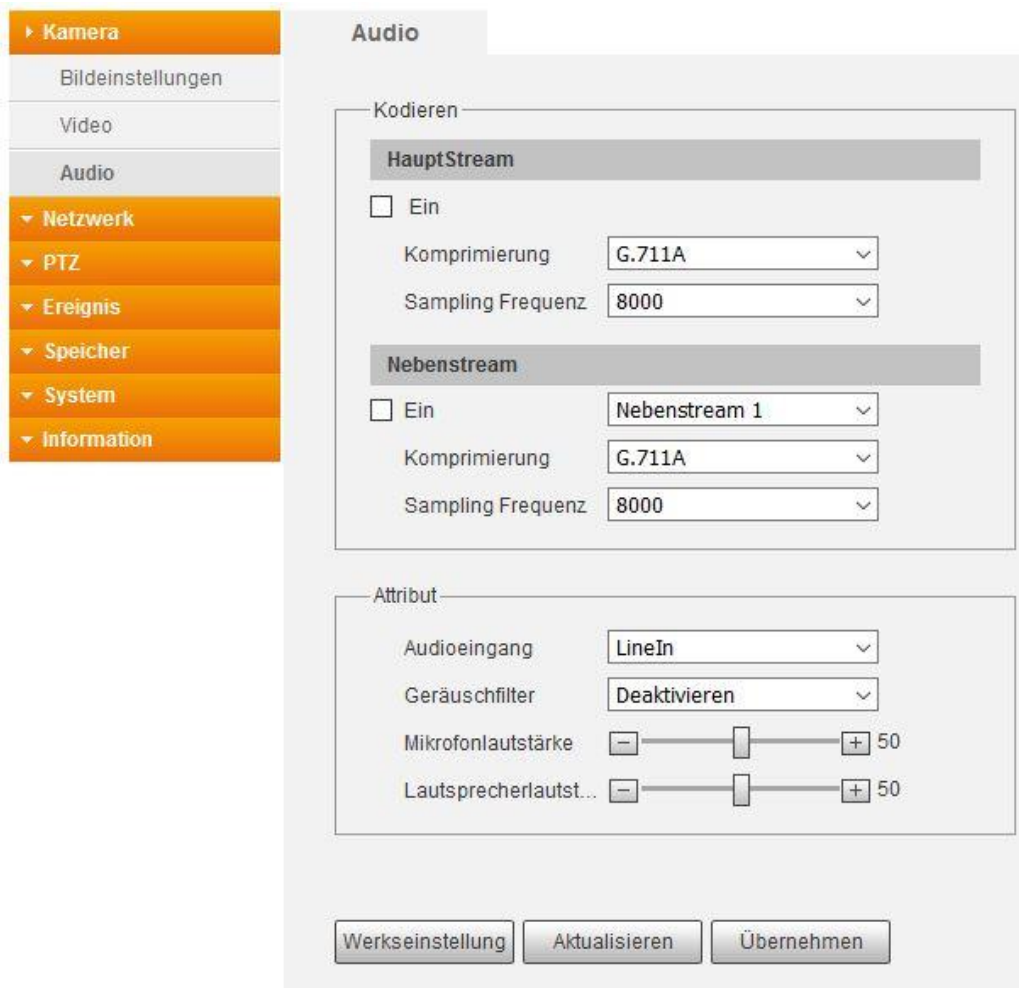 Kamera
Bildeinstellungen
Video
Audio
Netzwerk
PTZ
Ereignis
Speicher
System
Information
Audio
Kodieren
HauptStream
Ein
Komprimierung G.711A
Sampling Frequenz 8000
Nebenstream
Ein Nebenstream 1
Komprimierung G.711A
Sampling Frequenz 8000
Attribut
Audioeingang LineIn
Geräuschfilter Deaktivieren
Mikrofonlautstärke 50
Lautsprecherlautst... 50
Werkseinstellung Aktualisieren Übernehmen